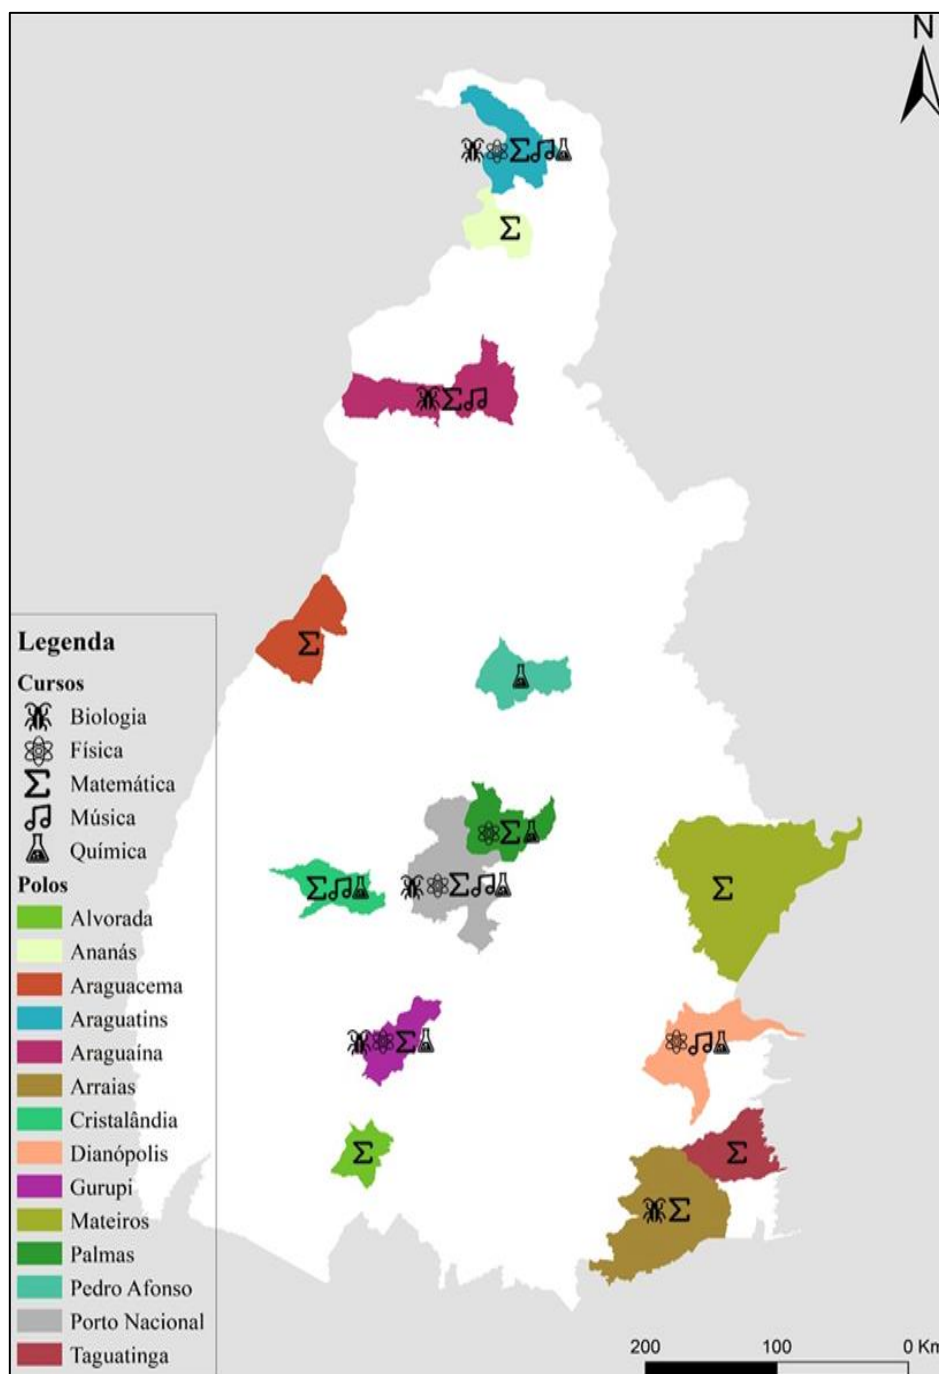 N
Legenda
Cursos
Biologia
Física
Matemática
Música
Química
Polos
Alvorada
Ananás
Araguacema
Araguatins
Araguaína
Arraias
Cristalândia
Dianópolis
Gurupi
Mateiros
Palmas
Pedro Afonso
Porto Nacional
Taguatinga
200 100 0 Km